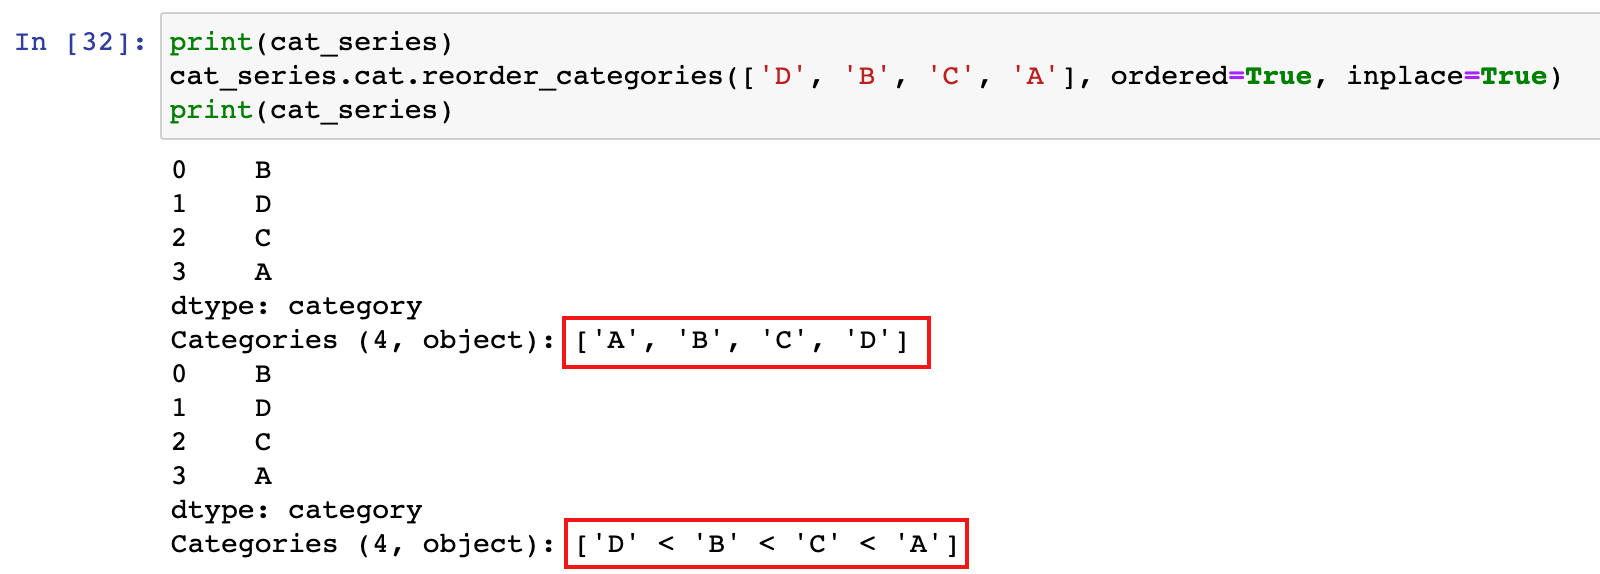 In [32]: print(cat_series)
cat_series.cat.reorder_categories(['D', 'B', 'C', 'A'], ordered=True, inplace=True)
print(cat_series)
0    B
1    D
2    C
3    A
dtype: category
Categories (4, object): ['A', 'B', 'C', 'D']
0    B
1    D
2    C
3    A
dtype: category
Categories (4, object): ['D' < 'B' < 'C' < 'A']